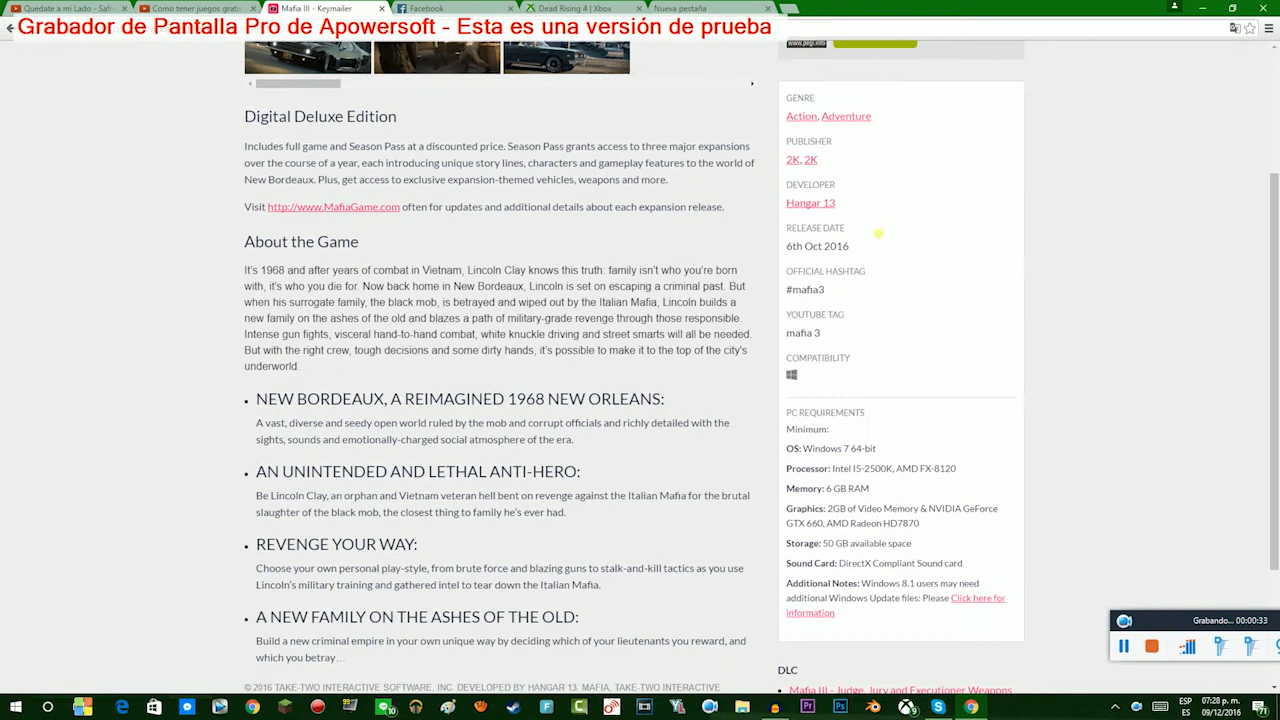 Quedate a mi Lado - Safi
Como tener juegos gratis
Mafia III - Keymailer
Facebook
Dead Rising 4 | Xbox
Nueva pestaña
Grabador de Pantalla Pro de Apowersoft - Esta es una versión de prueba
www.pegi.info
Digital Deluxe Edition
Includes full game and Season Pass at a discounted price. Season Pass grants access to three major expansions
over the course of a year, each introducing unique story lines, characters and gameplay features to the world of
New Bordeaux. Plus, get access to exclusive expansion-themed vehicles, weapons and more.
Visit http://www.MafiaGame.com often for updates and additional details about each expansion release.
About the Game
It's 1968 and after years of combat in Vietnam, Lincoln Clay knows this truth: family isn't who you're born
with, it's who you die for. Now back home in New Bordeaux, Lincoln is set on escaping a criminal past. But
when his surrogate family, the black mob, is betrayed and wiped out by the Italian Mafia, Lincoln builds a
new family on the ashes of the old and blazes a path of military-grade revenge through those responsible.
Intense gun fights, visceral hand-to-hand combat, white knuckle driving and street smarts will all be needed.
But with the right crew, tough decisions and some dirty hands, it's possible to make it to the top of the city's
underworld.
NEW BORDEAUX, A REIMAGINED 1968 NEW ORLEANS:
A vast, diverse and seedy open world ruled by the mob and corrupt officials and richly detailed with the
sights, sounds and emotionally-charged social atmosphere of the era.
AN UNINTENDED AND LETHAL ANTI-HERO:
Be Lincoln Clay, an orphan and Vietnam veteran hell bent on revenge against the Italian Mafia for the brutal
slaughter of the black mob, the closest thing to family he's ever had.
REVENGE YOUR WAY:
Choose your own personal play-style, from brute force and blazing guns to stalk-and-kill tactics as you use
Lincoln's military training and gathered intel to tear down the Italian Mafia.
A NEW FAMILY ON THE ASHES OF THE OLD:
Build a new criminal empire in your own unique way by deciding which of your lieutenants you reward, and
which you betray…
© 2016 TAKE-TWO INTERACTIVE SOFTWARE, INC. DEVELOPED BY HANGAR 13. MAFIA, TAKE-TWO INTERACTIVE
GENRE
Action, Adventure
PUBLISHER
2K, 2K
DEVELOPER
Hangar 13
RELEASE DATE
6th Oct 2016
OFFICIAL HASHTAG
#mafia3
YOUTUBE TAG
mafia 3
COMPATIBILITY
PC REQUIREMENTS
Minimum:
OS: Windows 7 64-bit
Processor: Intel I5-2500K, AMD FX-8120
Memory: 6 GB RAM
Graphics: 2GB of Video Memory & NVIDIA GeForce
GTX 660, AMD Radeon HD7870
Storage: 50 GB available space
Sound Card: DirectX Compliant Sound card
Additional Notes: Windows 8.1 users may need
additional Windows Update files: Please Click here for
information
DLC
Mafia III - Judge, Jury and Executioner Weapons
Grabando... 00:00:33
07:28 p. m.
09/12/2016